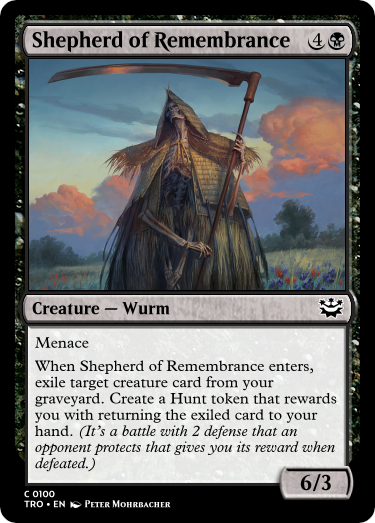 Shepherd of Remembrance 4
Creature — Wurm
Menace
When Shepherd of Remembrance enters,
exile target creature card from your
graveyard. Create a Hunt token that rewards
you with returning the exiled card to your
hand. (It's a battle with 2 defense that an
opponent protects that gives you its reward when
defeated.)
6/3
C 0100
TRO • EN Peter Mohrbacher